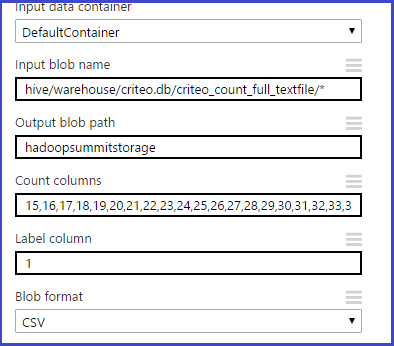 Input data container
DefaultContainer
Input blob name
hive/warehouse/criteo.db/criteo_count_full_textfile/*
Output blob path
hadoopsummitstorage
Count columns
15,16,17,18,19,20,21,22,23,24,25,26,27,28,29,30,31,32,33,3
Label column
1
Blob format
CSV